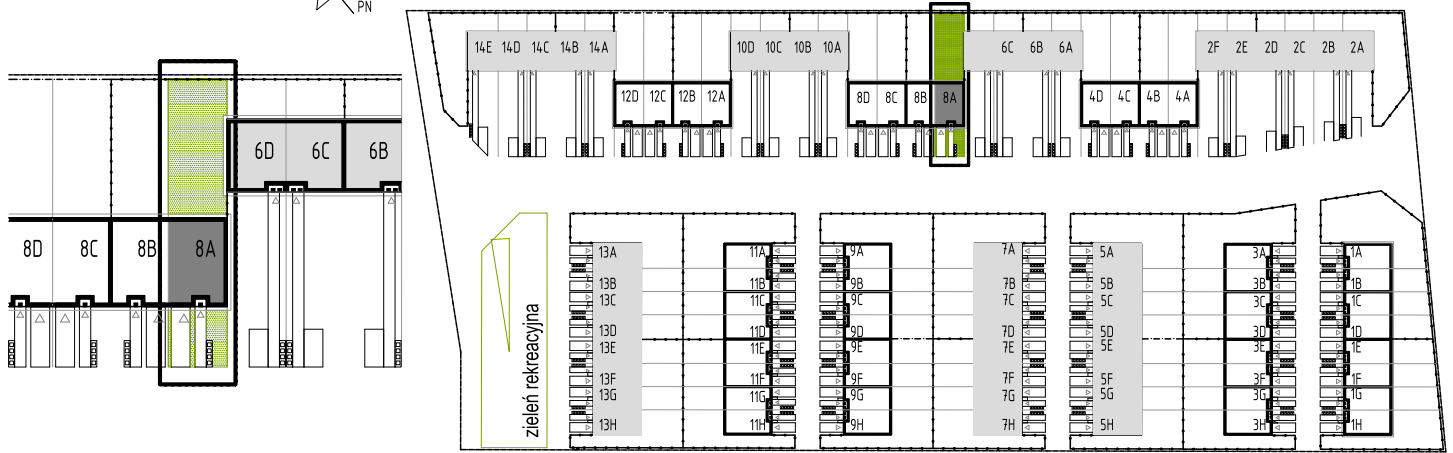 PN
6D 6C 6B
8D 8C 8B 8A
14E 14D 14C 14B 14A
10D 10C 10B 10A
6C 6B 6A
2F 2E 2D 2C 2B 2A
12D 12C 12B 12A
8D 8C 8B 8A
4D 4C 4B 4A
zieleń rekreacyjna
13A 11A 9A 7A 5A 3A 1A
13B 11B 9B 7B 5B 3B 1B
13C 11C 9C 7C 5C 3C 1C
13D 11D 9D 7D 5D 3D 1D
13E 11E 9E 7E 5E 3E 1E
13F 11F 9F 7F 5F 3F 1F
13G 11G 9G 7G 5G 3G 1G
13H 11H 9H 7H 5H 3H 1H